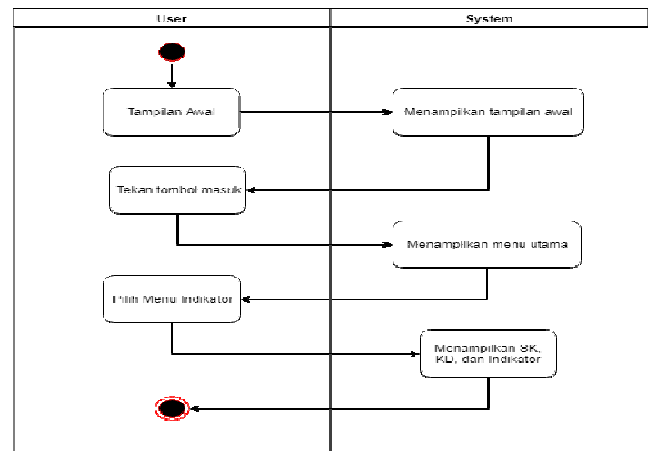 User
System
Tampilan Awal
Menampilkan tampilan awal
Tekan tombol masuk
Menampilkan menu utama
Pilih Menu Indikator
Menampilkan SK,
KD, dan Indikator